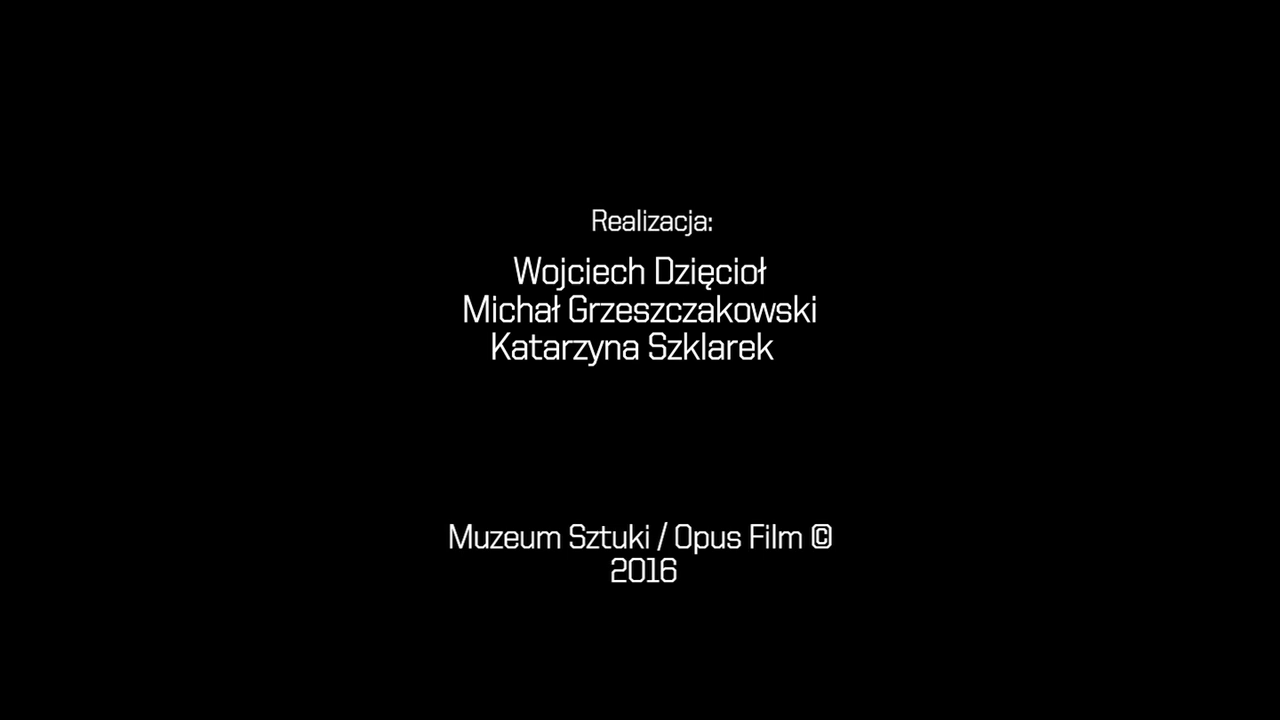 Realizacja:
Wojciech Dzięcioł
Michał Grzeszczakowski
Katarzyna Szklarek
Muzeum Sztuki / Opus Film ©
2016